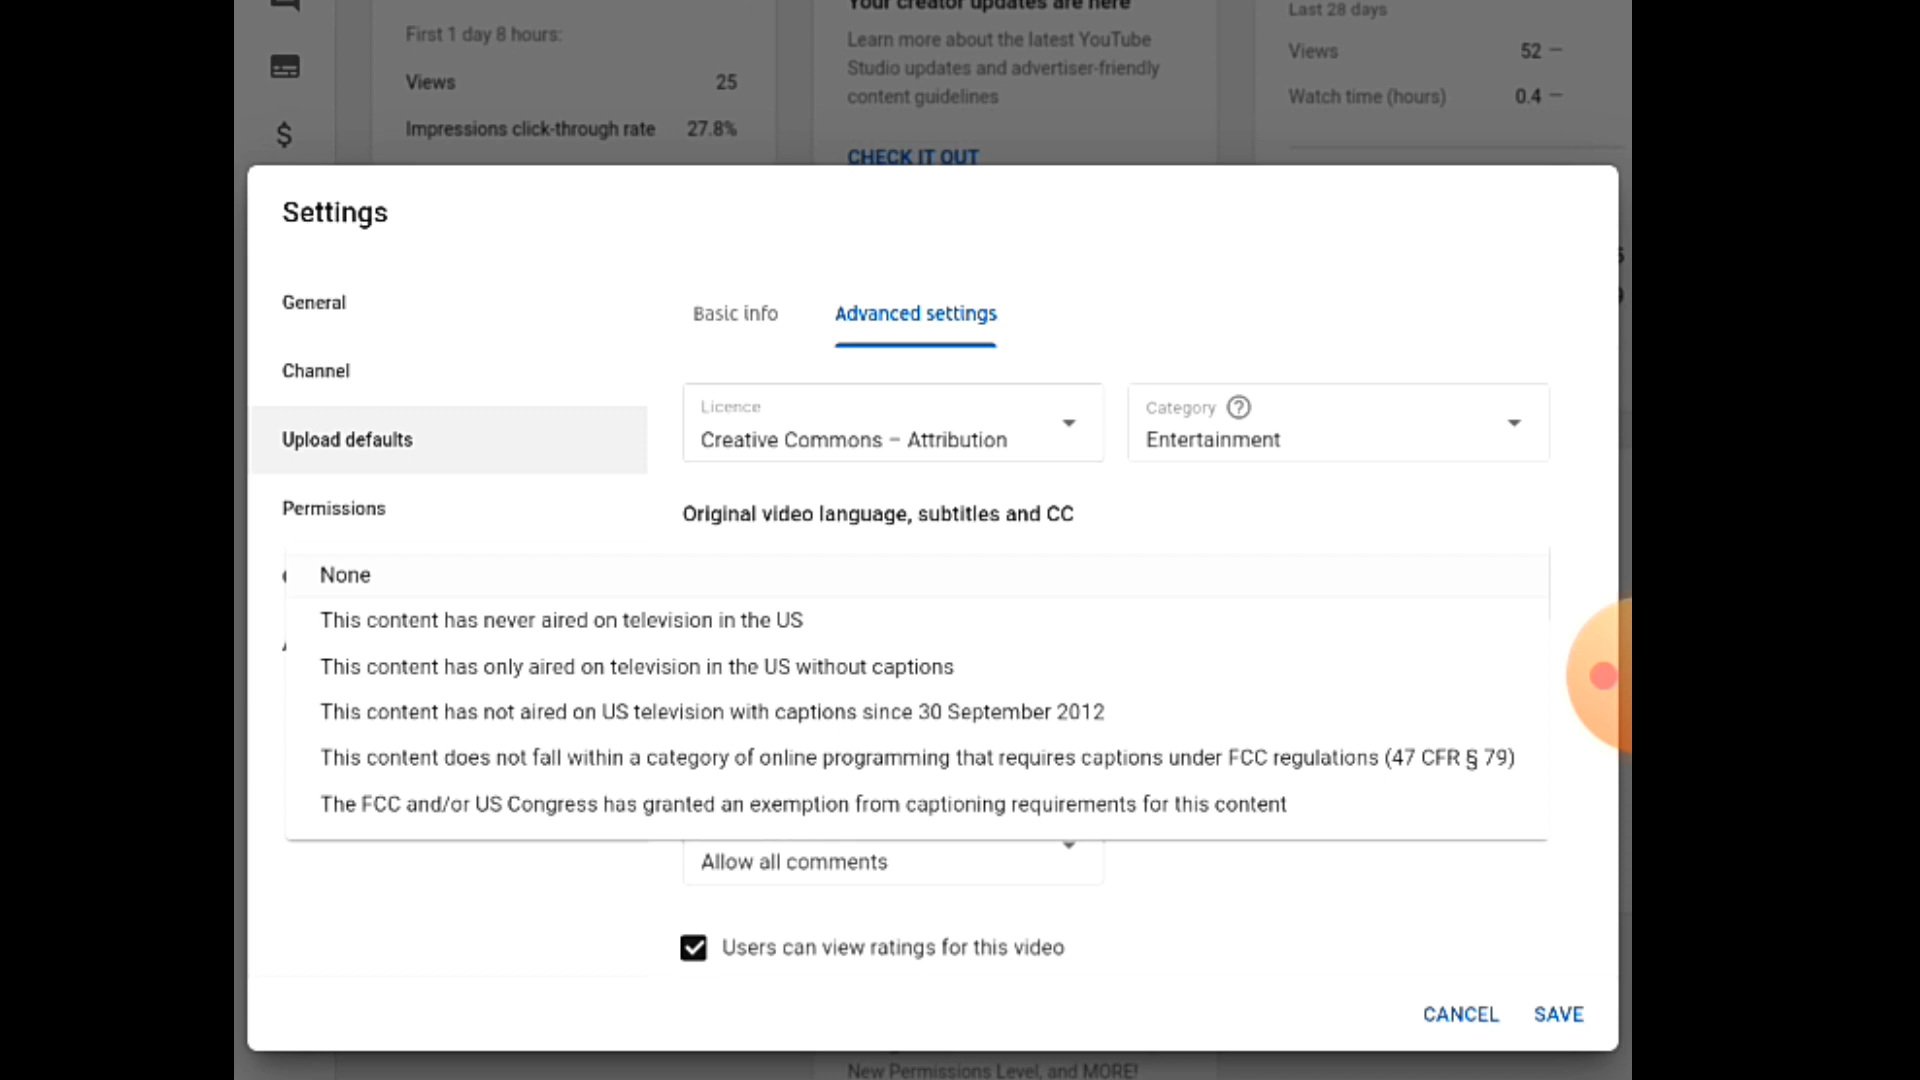 Your creator updates are here
Last 28 days
First 1 day 8 hours:
Learn more about the latest YouTube
Studio updates and advertiser-friendly
content guidelines
Views 52 –
Views 25
Watch time (hours) 0.4 –
Impressions click-through rate 27.8%
CHECK IT OUT
Settings
General
Channel
Upload defaults
Permissions
Basic info
Advanced settings
Licence
Creative Commons – Attribution
Category ?
Entertainment
Original video language, subtitles and CC
None
This content has never aired on television in the US
This content has only aired on television in the US without captions
This content has not aired on US television with captions since 30 September 2012
This content does not fall within a category of online programming that requires captions under FCC regulations (47 CFR § 79)
The FCC and/or US Congress has granted an exemption from captioning requirements for this content
Allow all comments
Users can view ratings for this video
CANCEL
SAVE
New Permissions Level, and MORE!